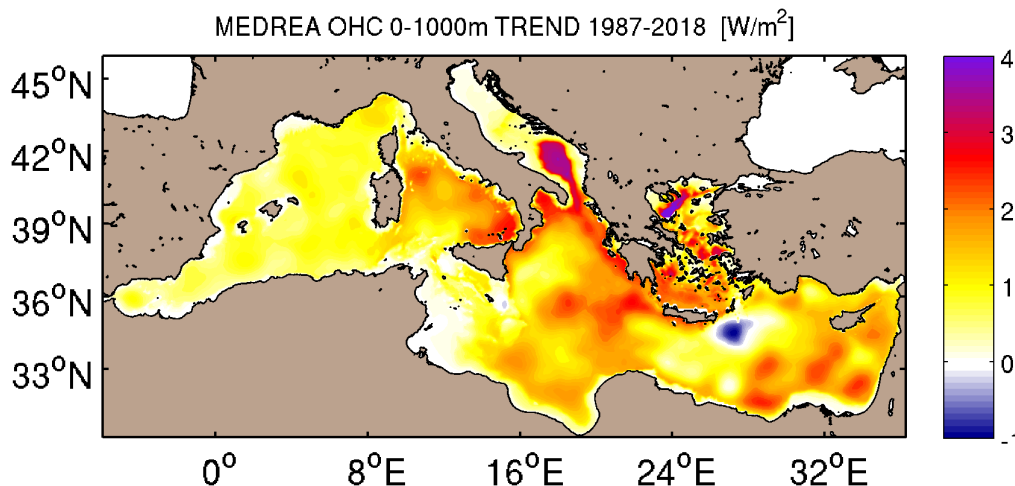 MEDREA OHC 0-1000m TREND 1987-2018 [W/m²]
45°N
42°N
39°N
36°N
33°N
0° 8°E 16°E 24°E 32°E
4
3
2
1
0
-1